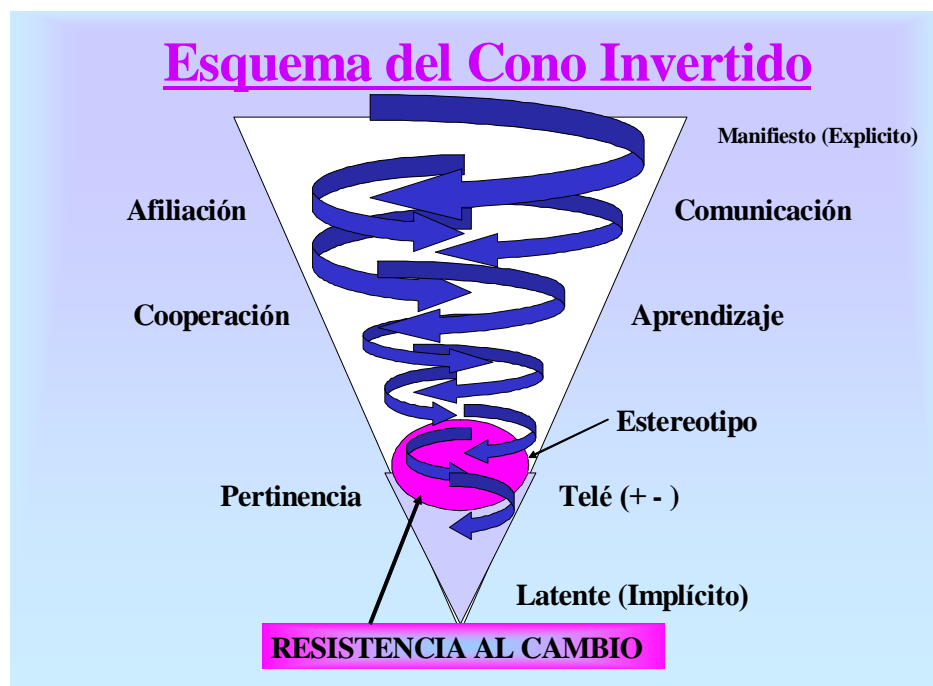 Esquema del Cono Invertido
Manifiesto (Explicito)
Afiliación
Comunicación
Cooperación
Aprendizaje
Estereotipo
Pertinencia
Telé (+ - )
Latente (Implícito)
RESISTENCIA AL CAMBIO